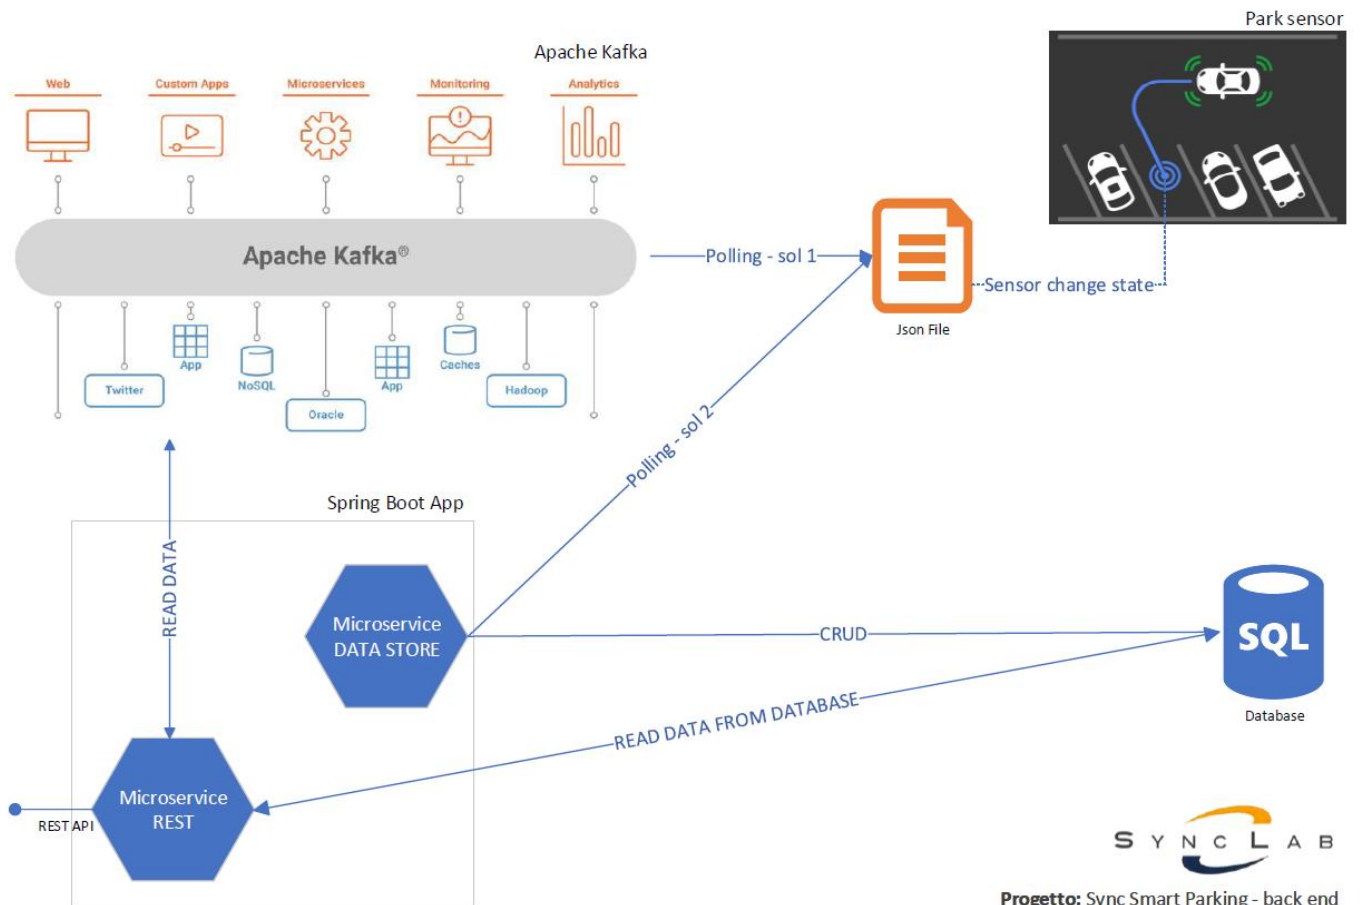 Park sensor
Apache Kafka
Web
Custom Apps
Microservices
Monitoring
Analytics
Apache Kafka®
Polling - sol 1
Sensor change state
Json File
App
NoSQL
App
Caches
Twitter
Oracle
Hadoop
Polling - sol 2
Spring Boot App
READ DATA
Microservice
DATA STORE
CRUD
SQL
Database
READ DATA FROM DATABASE
Microservice
REST
REST API
SYNCLAB
Progetto: Sync Smart Parking - back end